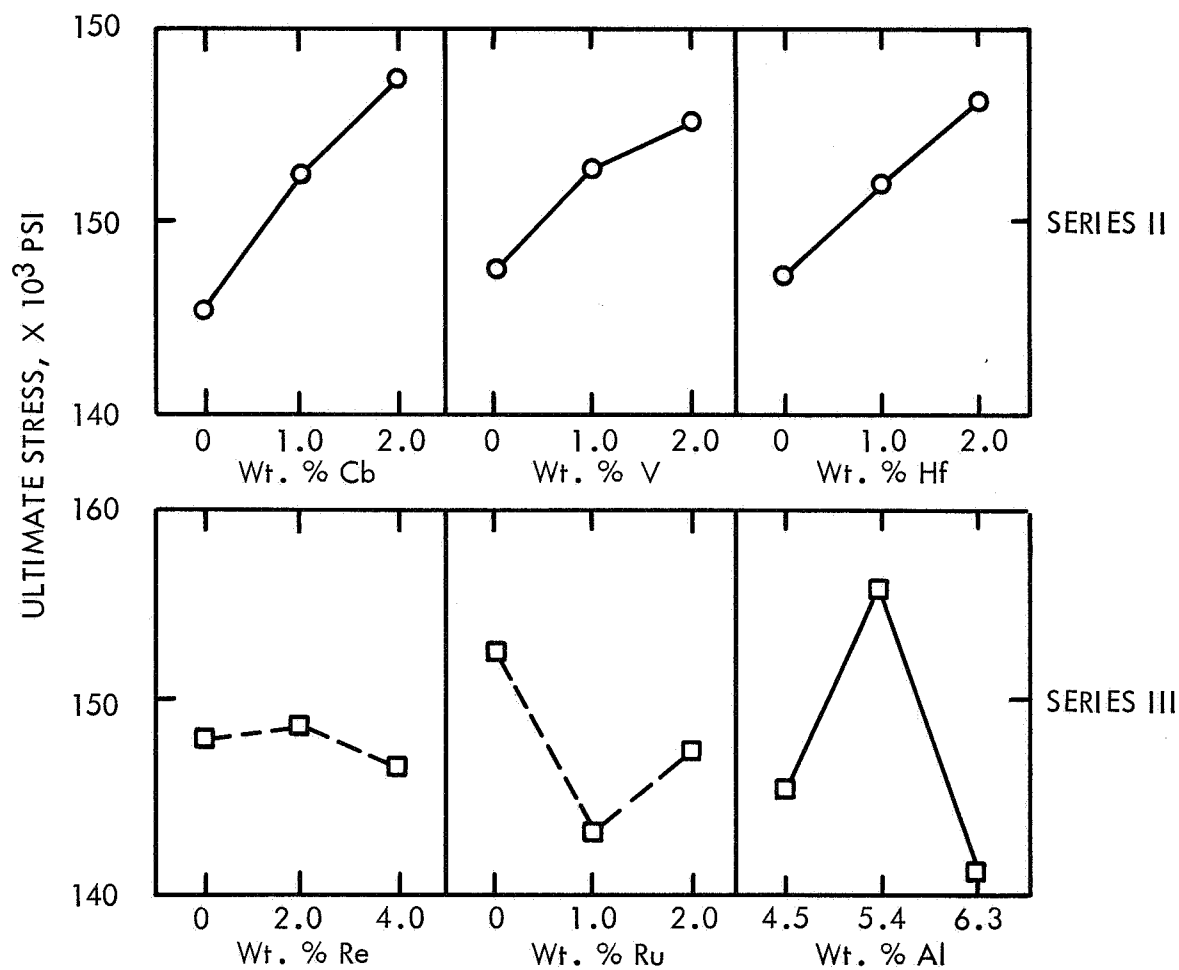 150
150 SERIES II
140
0 1.0 2.0 0 1.0 2.0 0 1.0 2.0
Wt. % Cb Wt. % V Wt. % Hf
ULTIMATE STRESS, X 10³ PSI
160
150 SERIES III
140
0 2.0 4.0 0 1.0 2.0 4.5 5.4 6.3
Wt. % Re Wt. % Ru Wt. % Al